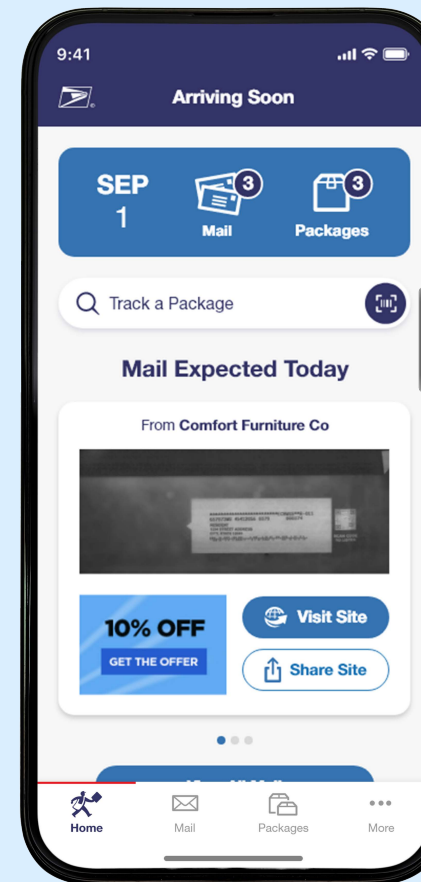 9:41
Arriving Soon
SEP
1
3
Mail
3
Packages
Track a Package
Mail Expected Today
From Comfort Furniture Co
10% OFF
GET THE OFFER
Visit Site
Share Site
Home
Mail
Packages
More